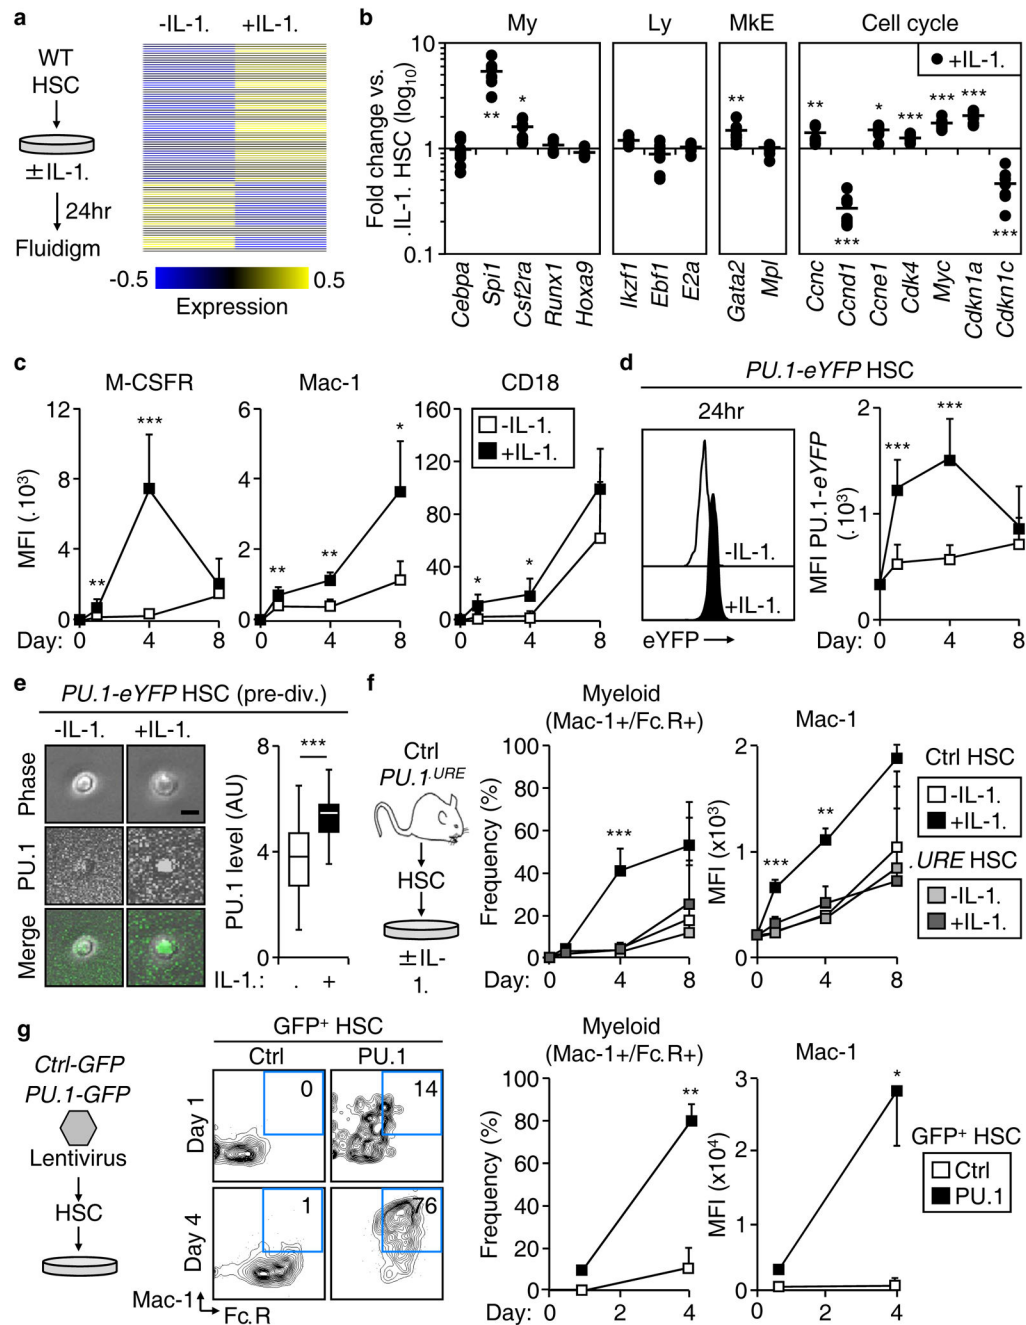 a
-IL-1.
+IL-1.
WT
HSC
±IL-1.
24hr
Fluidigm
-0.5
0.5
Expression
b
My
Ly
MkE
Cell cycle
Fold change vs.
.IL-1. HSC (log10)
10
1
0.1
+IL-1.
**
*
**
**
***
*
***
***
***
***
Cebpa
Spi1
Csf2ra
Runx1
Hoxa9
Ikzf1
Ebf1
E2a
Gata2
Mpl
Ccnc
Ccnd1
Ccne1
Cdk4
Myc
Cdkn1a
Cdkn1c
c
M-CSFR
Mac-1
CD18
MFI (.10³)
12
8
4
0
6
4
2
0
160
120
80
40
0
-IL-1.
+IL-1.
**
***
**
**
*
*
*
Day:
0
4
8
0
4
8
0
4
8
d
PU.1-eYFP HSC
24hr
-IL-1.
+IL-1.
eYFP
MFI PU.1-eYFP
(.10³)
2
1
0
***
***
Day:
0
4
8
e
PU.1-eYFP HSC (pre-div.)
-IL-1.
+IL-1.
Phase
PU.1
Merge
PU.1 level (AU)
8
4
0
***
IL-1.:
.
+
f
Ctrl
PU.1.URE
HSC
±IL-
1.
Myeloid
(Mac-1+/Fc.R+)
Frequency (%)
100
80
60
40
20
0
***
Day:
0
4
8
Mac-1
MFI (x10³)
2
1
0
***
**
0
4
8
Ctrl HSC
-IL-1.
+IL-1.
.URE HSC
-IL-1.
+IL-1.
g
Ctrl-GFP
PU.1-GFP
Lentivirus
HSC
GFP+ HSC
Ctrl
PU.1
Day 1
0
14
Day 4
1
76
Mac-1
Fc.R
Myeloid
(Mac-1+/Fc.R+)
Frequency (%)
100
80
60
40
20
0
**
Day:
0
2
4
Mac-1
MFI (x10⁴)
3
2
1
0
*
0
2
4
GFP+ HSC
Ctrl
PU.1